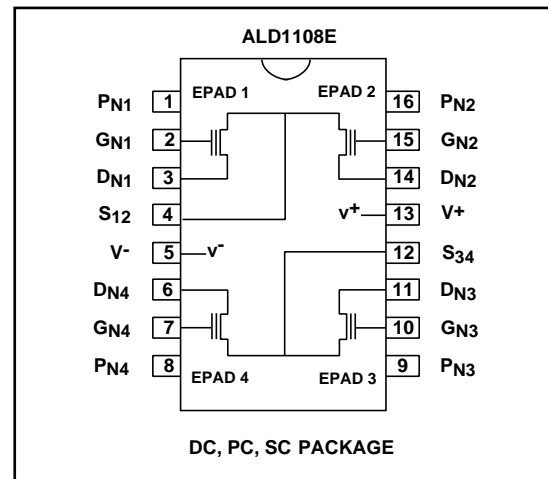 ALD1108E
EPAD 1 EPAD 2
PN1 1 16 PN2
GN1 2 15 GN2
DN1 3 14 DN2
S12 4 v+ 13 V+
V- 5 v- 12 S34
DN4 6 11 DN3
GN4 7 10 GN3
PN4 8 9 PN3
EPAD 4 EPAD 3
DC, PC, SC PACKAGE